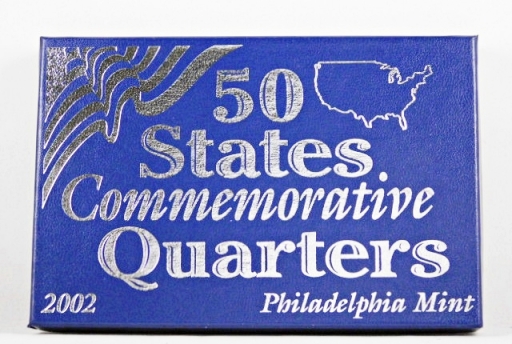 50
States
Commemorative
Quarters
2002 Philadelphia Mint